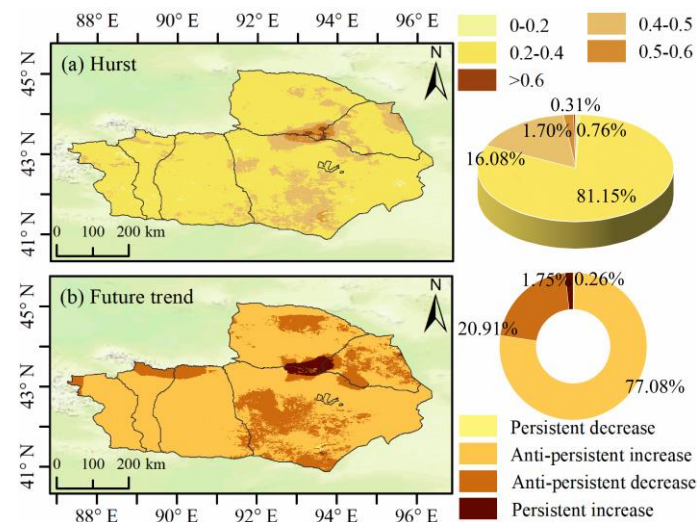 88° E 90° E 92° E 94° E 96° E
(a) Hurst
N
45° N
43° N
41° N
0 100 200 km
0-0.2
0.4-0.5
0.2-0.4
0.5-0.6
>0.6
0.31%
1.70%
0.76%
16.08%
81.15%
(b) Future trend
N
45° N
43° N
41° N
0 100 200 km
88° E 90° E 92° E 94° E 96° E
1.75%
0.26%
20.91%
77.08%
Persistent decrease
Anti-persistent increase
Anti-persistent decrease
Persistent increase